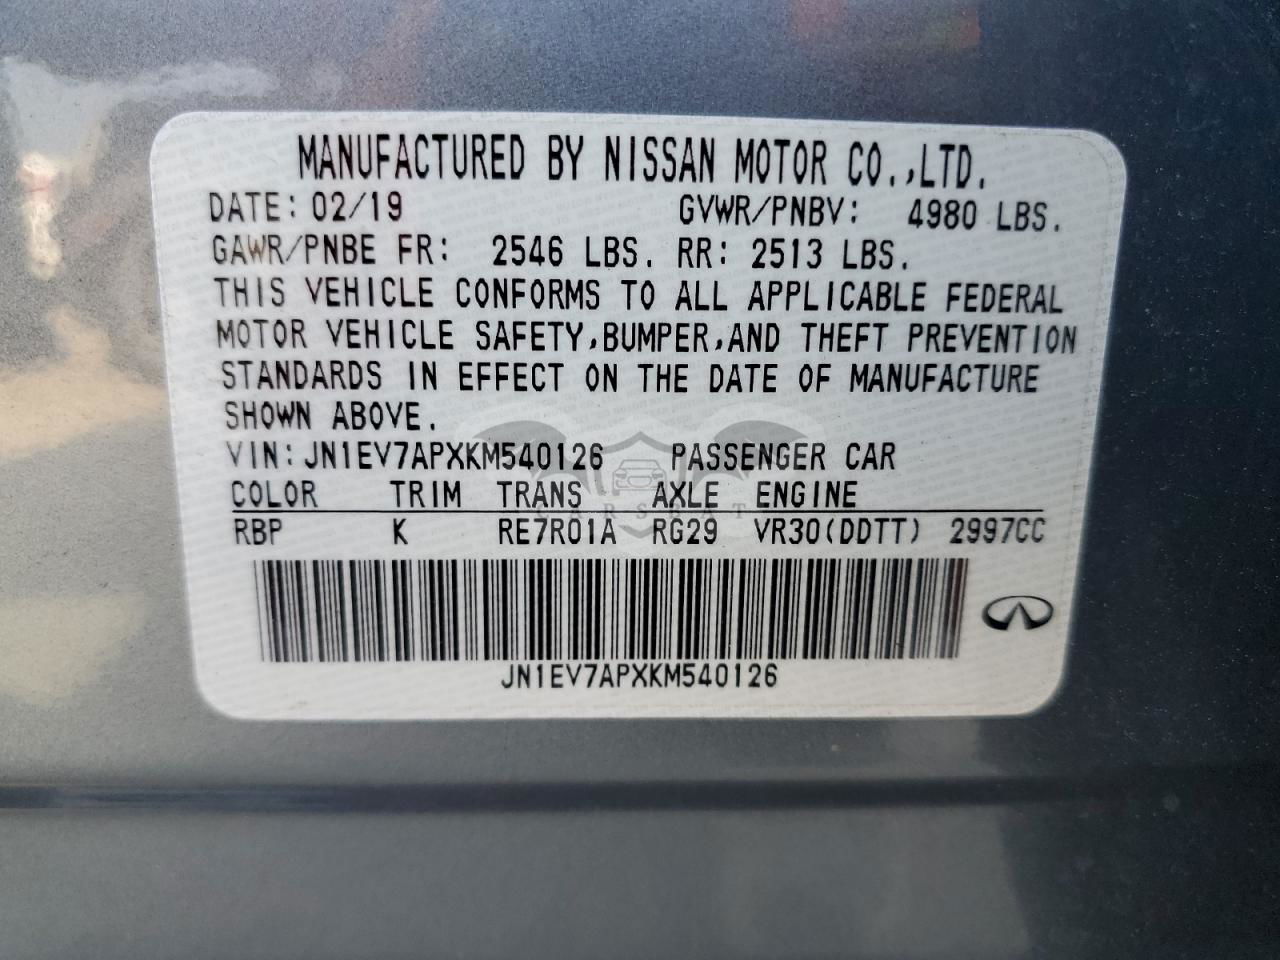 MANUFACTURED BY NISSAN MOTOR CO.,LTD.
DATE: 02/19 GVWR/PNBV: 4980 LBS.
GAWR/PNBE FR: 2546 LBS. RR: 2513 LBS.
THIS VEHICLE CONFORMS TO ALL APPLICABLE FEDERAL
MOTOR VEHICLE SAFETY,BUMPER,AND THEFT PREVENTION
STANDARDS IN EFFECT ON THE DATE OF MANUFACTURE
SHOWN ABOVE.
VIN:JN1EV7APXKM540126 PASSENGER CAR
COLOR TRIM TRANS AXLE ENGINE
RBP K RE7R01A RG29 VR30(DDTT) 2997CC
JN1EV7APXKM540126